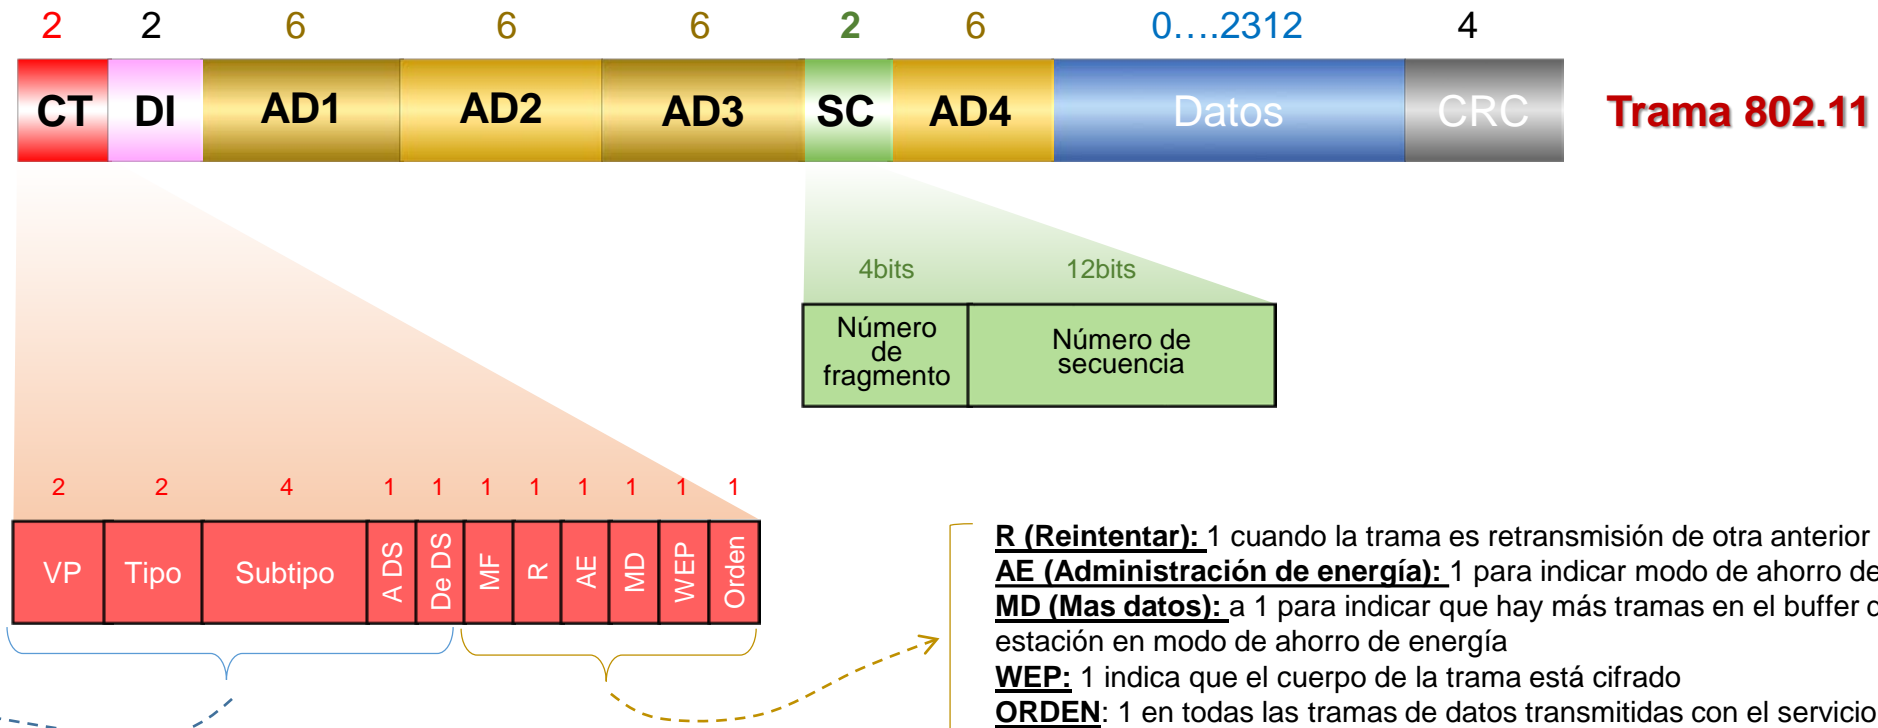 2 2 6 6 6 2 6 0….2312 4
CT DI AD1 AD2 AD3 SC AD4 Datos CRC Trama 802.11
4bits 12bits
Número de fragmento
Número de secuencia
2 2 4 1 1 1 1 1 1 1 1
VP Tipo Subtipo A DS De DS MF R AE MD WEP Orden
R (Reintentar): 1 cuando la trama es retransmisión de otra anterior
AE (Administración de energía): 1 para indicar modo de ahorro de
MD (Mas datos): a 1 para indicar que hay más tramas en el buffer
estación en modo de ahorro de energía
WEP: 1 indica que el cuerpo de la trama está cifrado
ORDEN: 1 en todas las tramas de datos transmitidas con el servicio